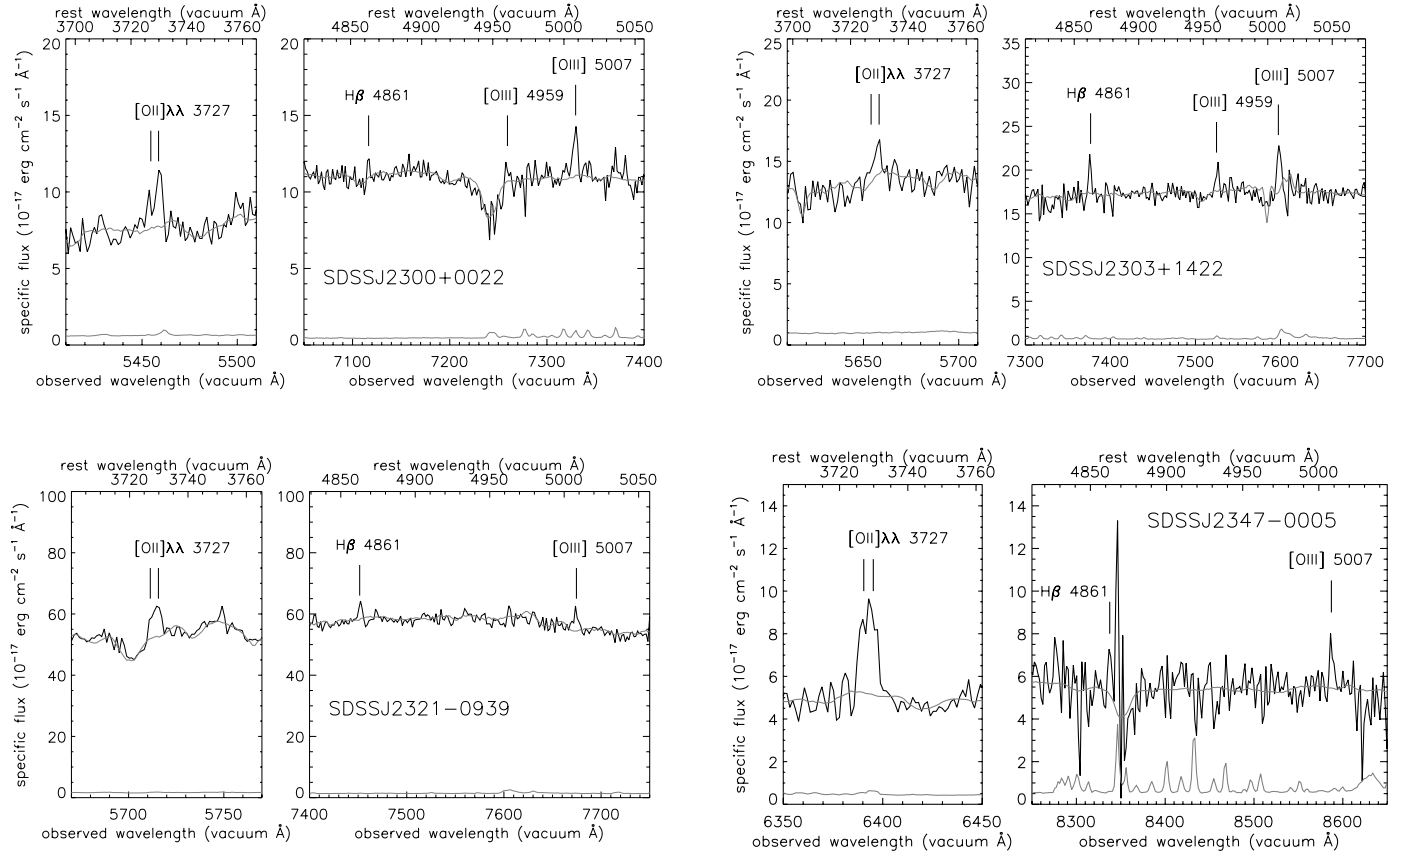 rest wavelength (vacuum Å)
3700 3720 3740 3760
20
15
10
5
0
specific flux (10⁻¹⁷ erg cm⁻² s⁻¹ Å⁻¹)
[OII]λλ 3727
5450 5500
observed wavelength (vacuum Å)
rest wavelength (vacuum Å)
4850 4900 4950 5000 5050
20
15
10
5
0
[OIII] 5007
Hβ 4861
[OIII] 4959
SDSSJ2300+0022
7100 7200 7300 7400
observed wavelength (vacuum Å)
rest wavelength (vacuum Å)
3700 3720 3740 3760
25
20
15
10
5
0
specific flux (10⁻¹⁷ erg cm⁻² s⁻¹ Å⁻¹)
[OII]λλ 3727
5650 5700
observed wavelength (vacuum Å)
rest wavelength (vacuum Å)
4850 4900 4950 5000 5050
35
30
25
20
15
10
5
0
[OIII] 5007
Hβ 4861
[OIII] 4959
SDSSJ2303+1422
7300 7400 7500 7600 7700
observed wavelength (vacuum Å)
rest wavelength (vacuum Å)
3720 3740 3760
100
80
60
40
20
0
specific flux (10⁻¹⁷ erg cm⁻² s⁻¹ Å⁻¹)
[OII]λλ 3727
5700 5750
observed wavelength (vacuum Å)
rest wavelength (vacuum Å)
4850 4900 4950 5000 5050
100
80
60
40
20
0
Hβ 4861
[OIII] 5007
SDSSJ2321−0939
7400 7500 7600 7700
observed wavelength (vacuum Å)
rest wavelength (vacuum Å)
3720 3740 3760
14
12
10
8
6
4
2
0
specific flux (10⁻¹⁷ erg cm⁻² s⁻¹ Å⁻¹)
[OII]λλ 3727
6350 6400 6450
observed wavelength (vacuum Å)
rest wavelength (vacuum Å)
4850 4900 4950 5000
14
12
10
8
6
4
2
0
SDSSJ2347−0005
[OIII] 5007
Hβ 4861
8300 8400 8500 8600
observed wavelength (vacuum Å)